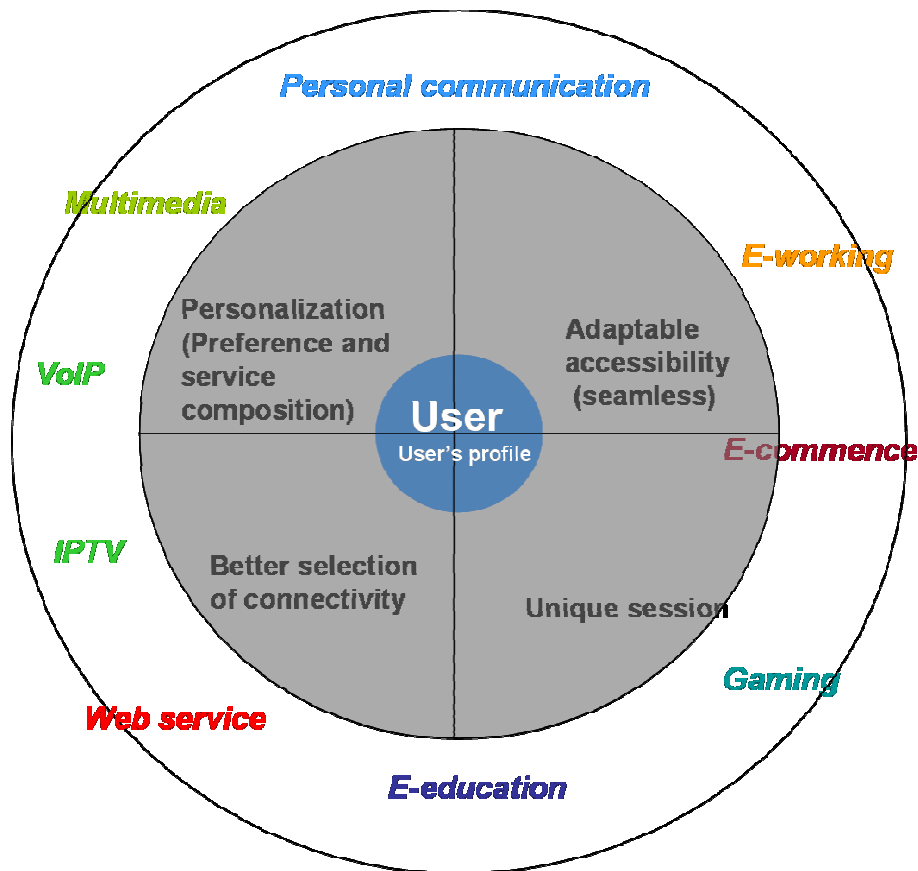 Personal communication
Multimedia
E-working
Personalization
(Preference and
service
composition)
Adaptable
accessibility
(seamless)
VoIP
User
User's profile
E-commence
IPTV
Better selection
of connectivity
Unique session
Gaming
Web service
E-education